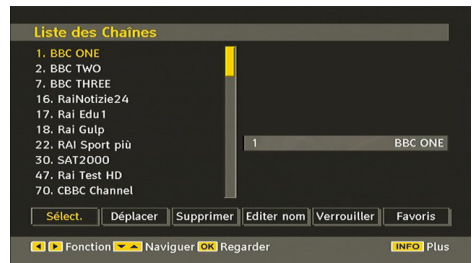 Liste des Chaînes
1. BBC ONE
2. BBC TWO
7. BBC THREE
16. RaiNotizie24
17. Rai Edu1
18. Rai Gulp
22. RAI Sport più
30. SAT2000
47. Rai Test HD
70. CBBC Channel
1 BBC ONE
Sélect. Déplacer Supprimer Editer nom Verrouiller Favoris
Fonction Naviguer OK Regarder INFO Plus